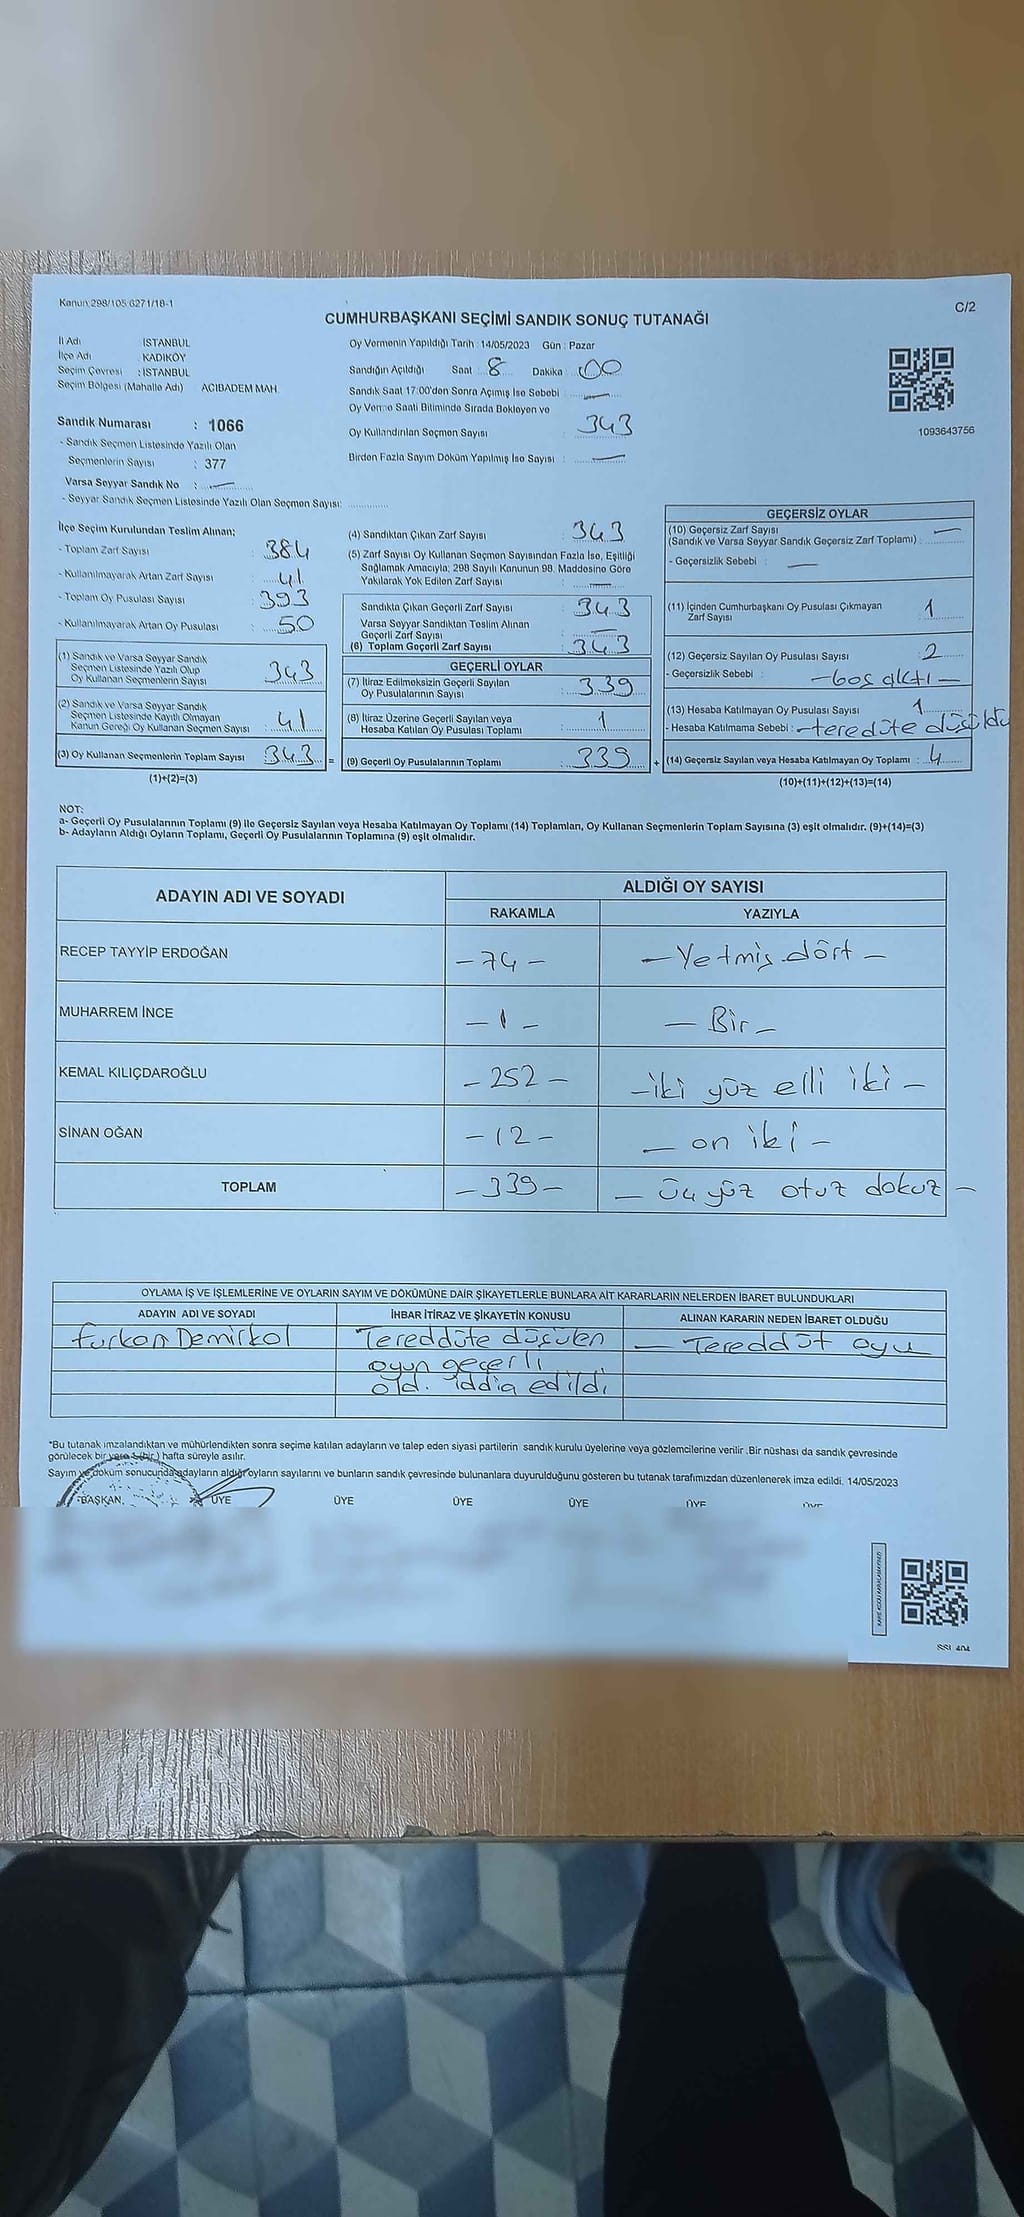 Kanun:298/105 6271/18-1
C/2
CUMHURBAŞKANI SEÇİMİ SANDIK SONUÇ TUTANAĞI
İl Adı : İSTANBUL
İlçe Adı : KADIKÖY
Seçim Çevresi : İSTANBUL
Seçim Bölgesi (Mahalle Adı) ACIBADEM MAH.
Sandık Numarası : 1066
- Sandık Seçmen Listesinde Yazılı Olan
Seçmenlerin Sayısı : 377
Varsa Seyyar Sandık No : —
- Seyyar Sandık Seçmen Listesinde Yazılı Olan Seçmen Sayısı:
Oy Vermenin Yapıldığı Tarih : 14/05/2023 Gün : Pazar
Sandığın Açıldığı Saat 8 Dakika : 00
Sandık Saat 17:00'den Sonra Açılmış İse Sebebi : —
Oy Verme Saati Bitiminde Sırada Bekleyen ve
Oy Kullandırılan Seçmen Sayısı : 343
Birden Fazla Sayım Döküm Yapılmış İse Sayısı : —
1093643756
İlçe Seçim Kurulundan Teslim Alınan;
- Toplam Zarf Sayısı : 384
- Kullanılmayarak Artan Zarf Sayısı : 41
- Toplam Oy Pusulası Sayısı : 393
- Kullanılmayarak Artan Oy Pusulası : 50
(1) Sandık ve Varsa Seyyar Sandık
Seçmen Listesinde Yazılı Olup
Oy Kullanan Seçmenlerin Sayısı : 343
(2) Sandık ve Varsa Seyyar Sandık
Seçmen Listesinde Kayıtlı Olmayan
Kanun Gereği Oy Kullanan Seçmen Sayısı : 41
(3) Oy Kullanan Seçmenlerin Toplam Sayısı : 343 =
(1)+(2)=(3)
(4) Sandıktan Çıkan Zarf Sayısı : 343
(5) Zarf Sayısı Oy Kullanan Seçmen Sayısından Fazla İse, Eşitliği
Sağlamak Amacıyla; 298 Sayılı Kanunun 98. Maddesine Göre
Yakılarak Yok Edilen Zarf Sayısı : —
Sandıkta Çıkan Geçerli Zarf Sayısı : 343
Varsa Seyyar Sandıktan Teslim Alınan
Geçerli Zarf Sayısı : —
(6) Toplam Geçerli Zarf Sayısı : 343
GEÇERLİ OYLAR
(7) İtiraz Edilmeksizin Geçerli Sayılan
Oy Pusulalarının Sayısı : 339
(8) İtiraz Üzerine Geçerli Sayılan veya
Hesaba Katılan Oy Pusulası Toplamı : 1
(9) Geçerli Oy Pusulalarının Toplamı : 339 +
GEÇERSİZ OYLAR
(10) Geçersiz Zarf Sayısı —
(Sandık ve Varsa Seyyar Sandık Geçersiz Zarf Toplamı) :
- Geçersizlik Sebebi : —
(11) İçinden Cumhurbaşkanı Oy Pusulası Çıkmayan
Zarf Sayısı : 1
(12) Geçersiz Sayılan Oy Pusulası Sayısı : 2
- Geçersizlik Sebebi : — boş çıktı —
(13) Hesaba Katılmayan Oy Pusulası Sayısı : 1
- Hesaba Katılmama Sebebi : — teredüte düşüldü
(14) Geçersiz Sayılan veya Hesaba Katılmayan Oy Toplamı : 4
(10)+(11)+(12)+(13)=(14)
NOT:
a- Geçerli Oy Pusulalarının Toplamı (9) ile Geçersiz Sayılan veya Hesaba Katılmayan Oy Toplamı (14) Toplamları, Oy Kullanan Seçmenlerin Toplam Sayısına (3) eşit olmalıdır. (9)+(14)=(3)
b- Adayların Aldığı Oyların Toplamı, Geçerli Oy Pusulalarının Toplamına (9) eşit olmalıdır.
ADAYIN ADI VE SOYADI
ALDIĞI OY SAYISI
RAKAMLA YAZIYLA
RECEP TAYYİP ERDOĞAN - 74 - - Yetmiş dört -
MUHARREM İNCE - 1 - - Bir -
KEMAL KILIÇDAROĞLU - 252 - - iki yüz elli iki -
SİNAN OĞAN - 12 - - on iki -
TOPLAM - 339 - - üç yüz otuz dokuz -
OYLAMA İŞ VE İŞLEMLERİNE VE OYLARIN SAYIM VE DÖKÜMÜNE DAİR ŞİKAYETLERLE BUNLARA AİT KARARLARIN NELERDEN İBARET BULUNDUKLARI
ADAYIN ADI VE SOYADI İHBAR İTİRAZ VE ŞİKAYETİN KONUSU ALINAN KARARIN NEDEN İBARET OLDUĞU
Furkan Demirkol Tereddüte düşülen — Tereddüt oyu
oyun geçerli
old. iddia edildi
*Bu tutanak imzalandıktan ve mühürlendikten sonra seçime katılan adayların ve talep eden siyasi partilerin sandık kurulu üyelerine veya gözlemcilerine verilir .Bir nüshası da sandık çevresinde
görülecek bir yere 1 (bir) hafta süreyle asılır.
Sayım ve döküm sonucunda adayların aldığı oyların sayılarını ve bunların sandık çevresinde bulunanlara duyurulduğunu gösteren bu tutanak tarafımızdan düzenlenerek imza edildi. 14/05/2023
BAŞKAN, ÜYE ÜYE ÜYE ÜYE ÜYE ÜYE